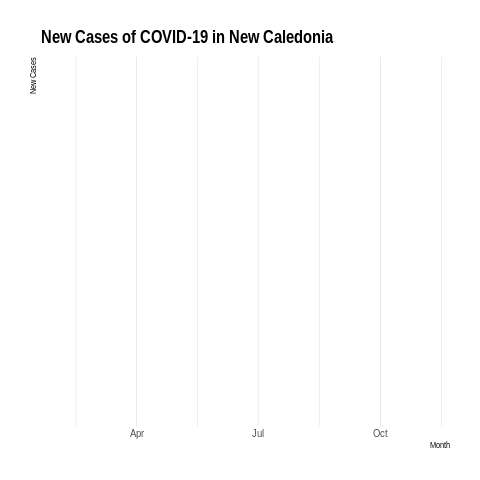 New Cases of COVID-19 in New Caledonia
New Cases
Apr
Jul
Oct
Month